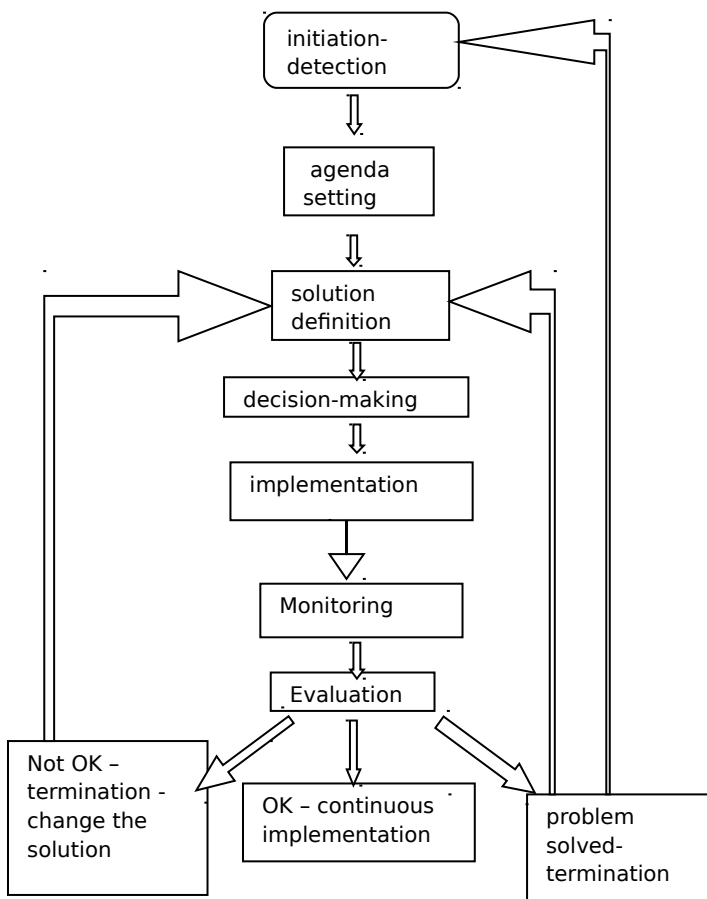 initiation-
detection
agenda
setting
solution
definition
decision-making
implementation
Monitoring
Evaluation
Not OK –
termination -
change the
solution
OK – continuous
implementation
problem
solved-
termination